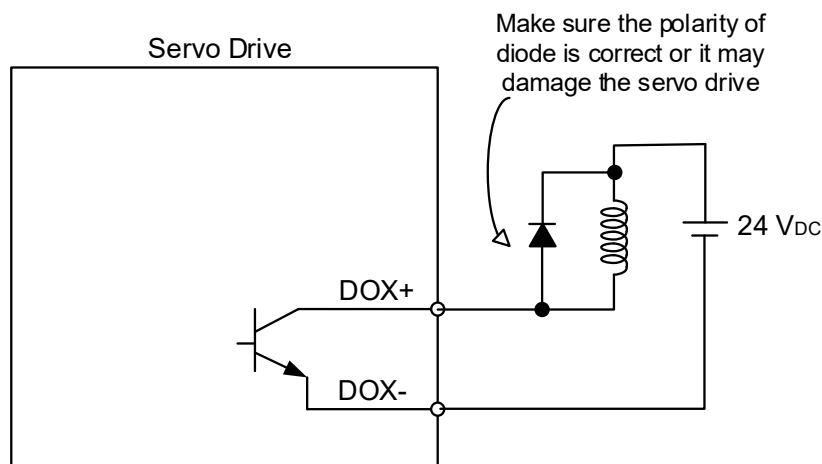 Make sure the polarity of
diode is correct or it may
damage the servo drive
Servo Drive
24 VDC
DOX+
DOX-